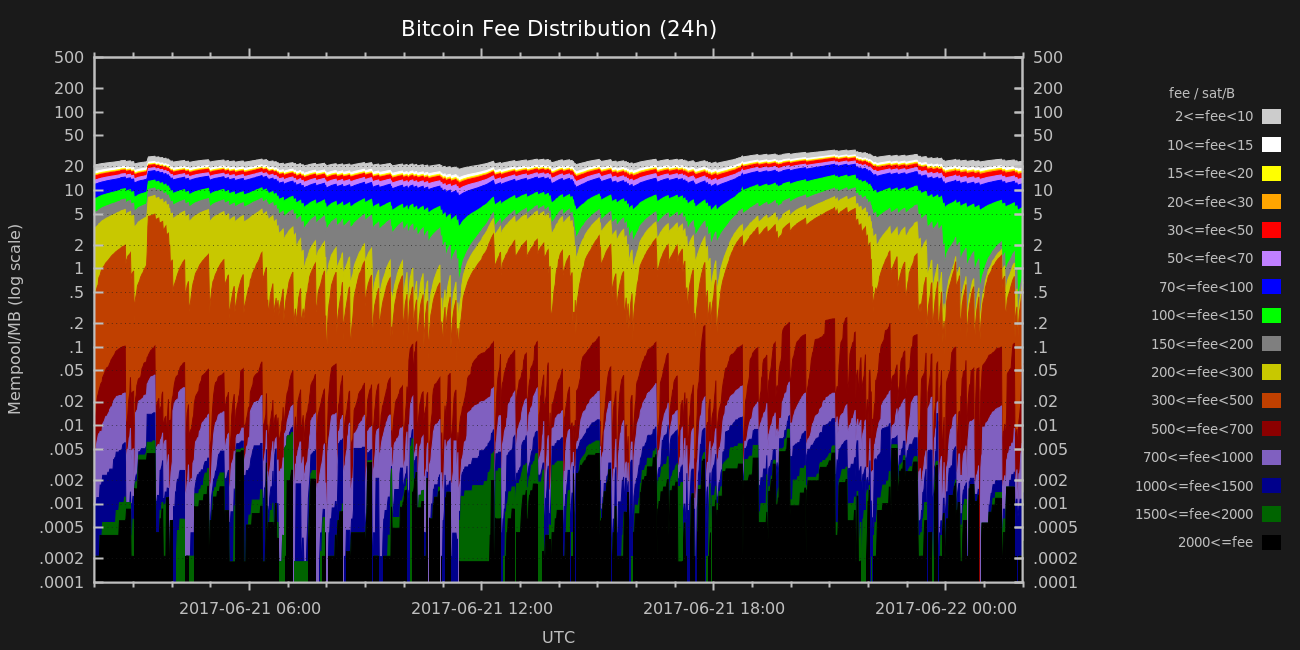 Bitcoin Fee Distribution (24h)
Mempool/MB (log scale)
500
200
100
50
20
10
5
2
1
.5
.2
.1
.05
.02
.01
.005
.002
.001
.0005
.0002
.0001
500
200
100
50
20
10
5
2
1
.5
.2
.1
.05
.02
.01
.005
.002
.001
.0005
.0002
.0001
2017-06-21 06:00
2017-06-21 12:00
2017-06-21 18:00
2017-06-22 00:00
UTC
fee / sat/B
2<=fee<10
10<=fee<15
15<=fee<20
20<=fee<30
30<=fee<50
50<=fee<70
70<=fee<100
100<=fee<150
150<=fee<200
200<=fee<300
300<=fee<500
500<=fee<700
700<=fee<1000
1000<=fee<1500
1500<=fee<2000
2000<=fee